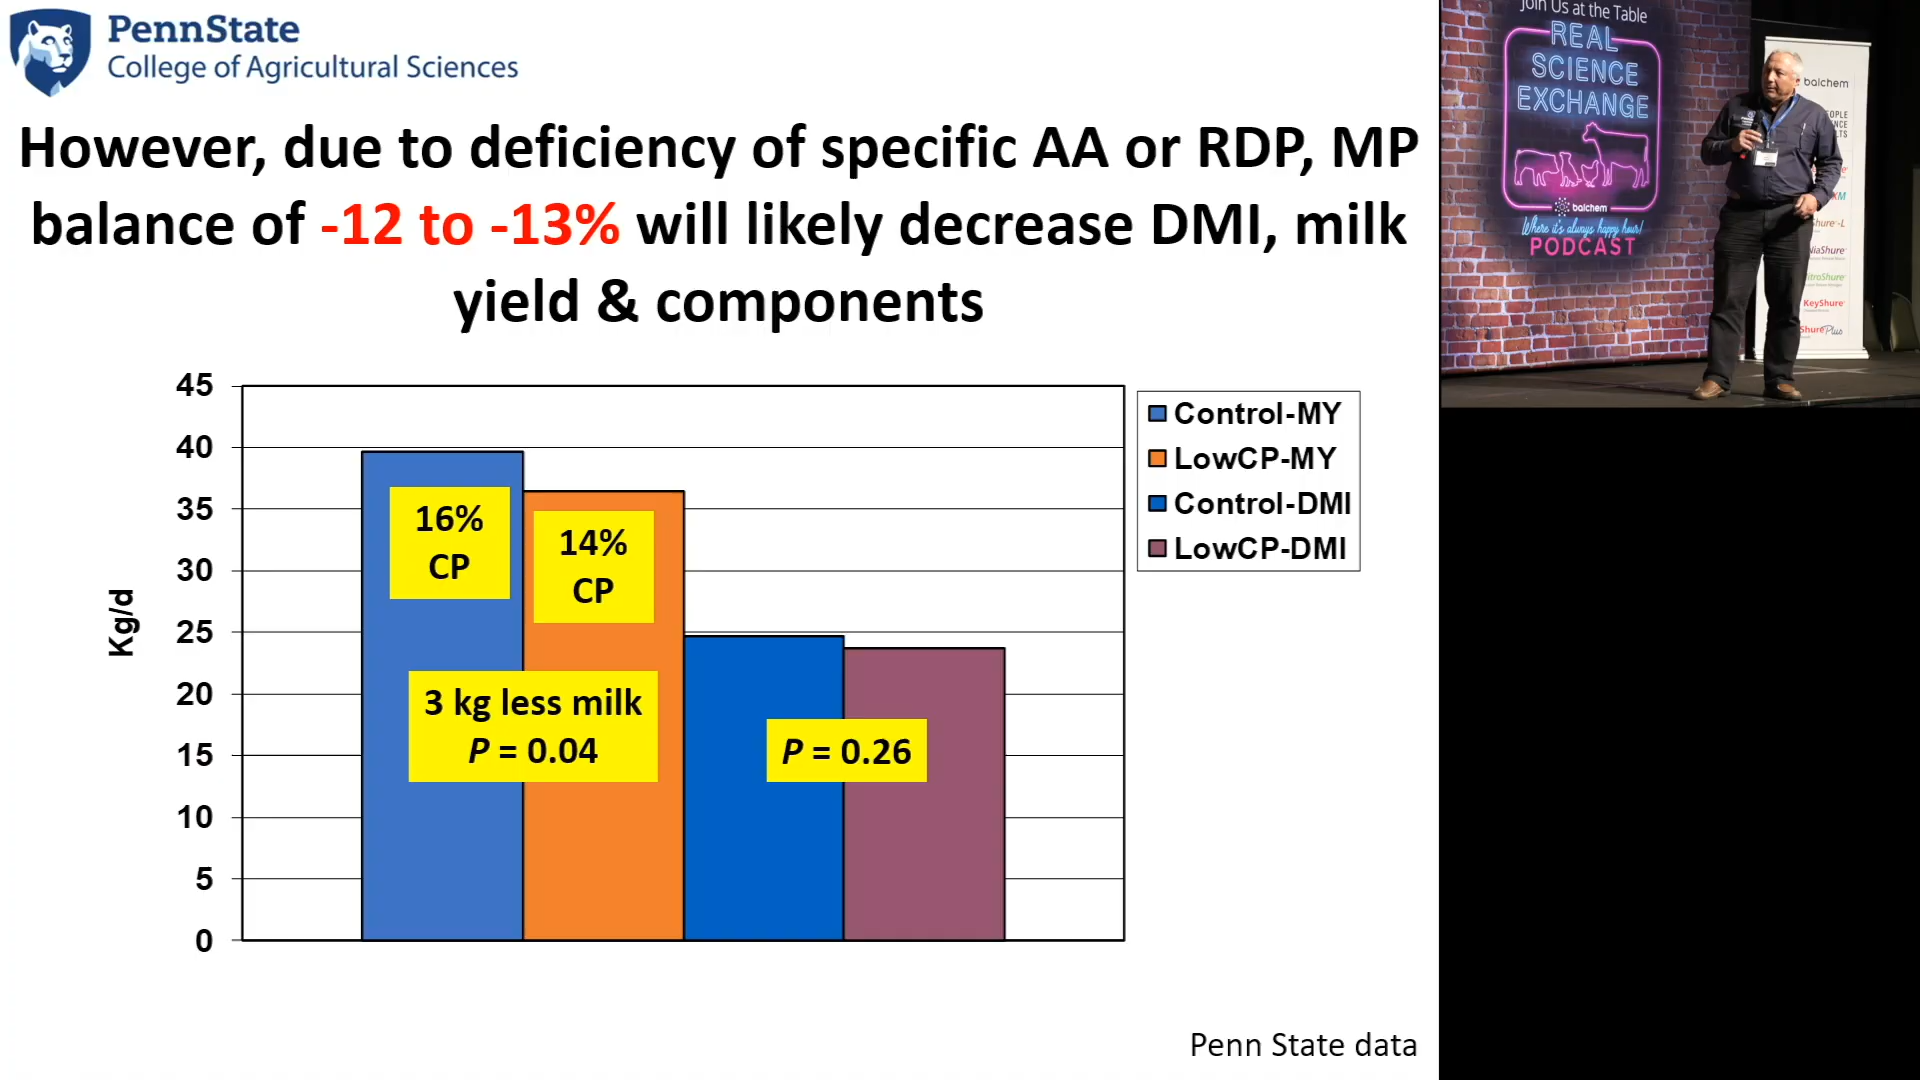 PennState
College of Agricultural Sciences
However, due to deficiency of specific AA or RDP, MP
balance of -12 to -13% will likely decrease DMI, milk
yield & components
45
40
35
30
25
20
15
10
5
0
Kg/d
16%
CP
14%
CP
3 kg less milk
P = 0.04
P = 0.26
Control-MY
LowCP-MY
Control-DMI
LowCP-DMI
Penn State data
Join Us at the Table
REAL
SCIENCE
EXCHANGE
balchem
Where it's always happy hour!
PODCAST
balchem
KeyShure